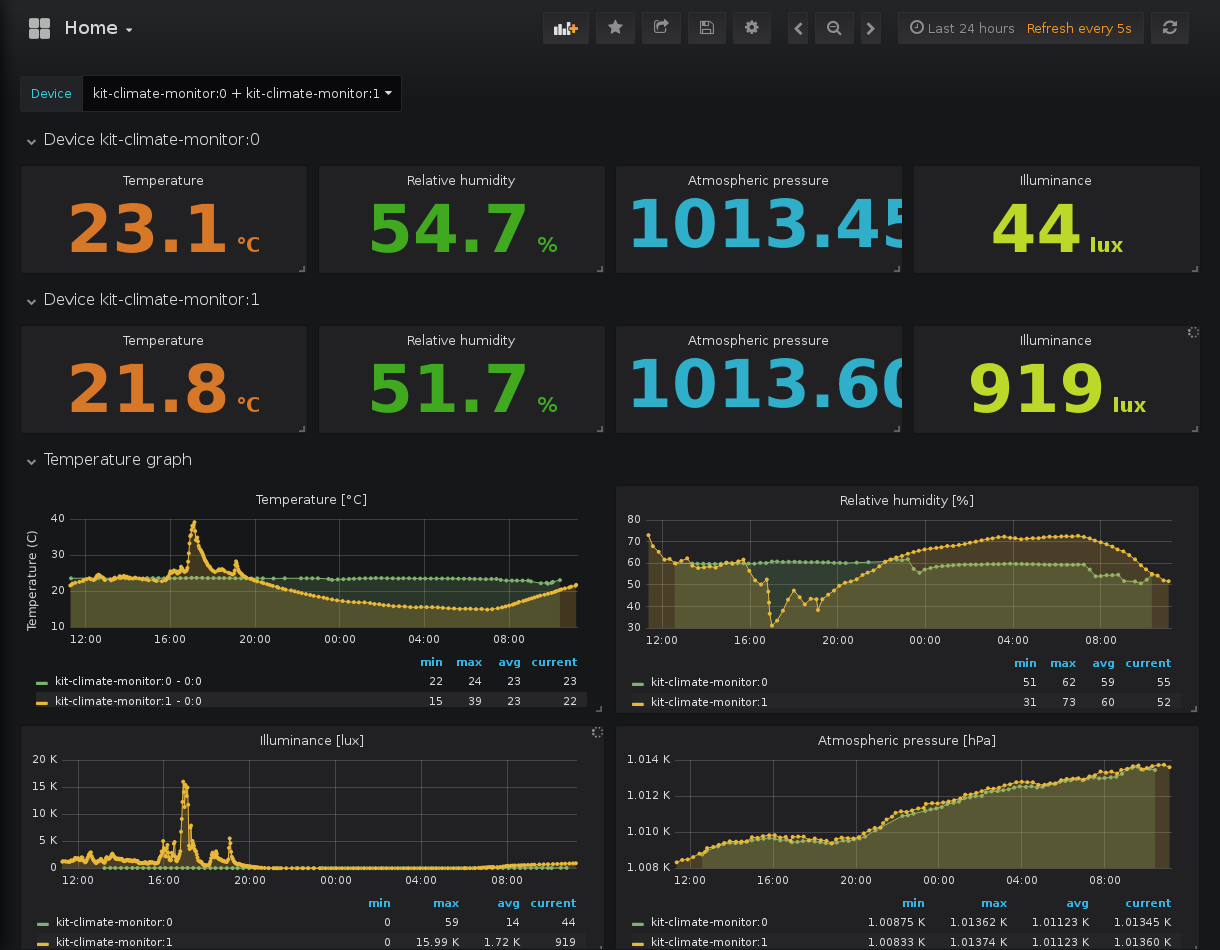 Home
Last 24 hours Refresh every 5s
Device kit-climate-monitor:0 + kit-climate-monitor:1
Device kit-climate-monitor:0
Temperature Relative humidity Atmospheric pressure Illuminance
23.1 °C 54.7 % 1013.45 44 lux
Device kit-climate-monitor:1
Temperature Relative humidity Atmospheric pressure Illuminance
21.8 °C 51.7 % 1013.60 919 lux
Temperature graph
Temperature [°C]
Temperature (C)
40
30
20
10
12:00 16:00 20:00 00:00 04:00 08:00
min max avg current
kit-climate-monitor:0 - 0:0 22 24 23 23
kit-climate-monitor:1 - 0:0 15 39 23 22
Relative humidity [%]
80
70
60
50
40
30
12:00 16:00 20:00 00:00 04:00 08:00
min max avg current
kit-climate-monitor:0 51 62 59 55
kit-climate-monitor:1 31 73 60 52
Illuminance [lux]
20 K
15 K
10 K
5 K
0
12:00 16:00 20:00 00:00 04:00 08:00
min max avg current
kit-climate-monitor:0 0 59 14 44
kit-climate-monitor:1 0 15.99 K 1.72 K 919
Atmospheric pressure [hPa]
1.014 K
1.012 K
1.010 K
1.008 K
12:00 16:00 20:00 00:00 04:00 08:00
min max avg current
kit-climate-monitor:0 1.00875 K 1.01362 K 1.01123 K 1.01345 K
kit-climate-monitor:1 1.00833 K 1.01374 K 1.01123 K 1.01360 K